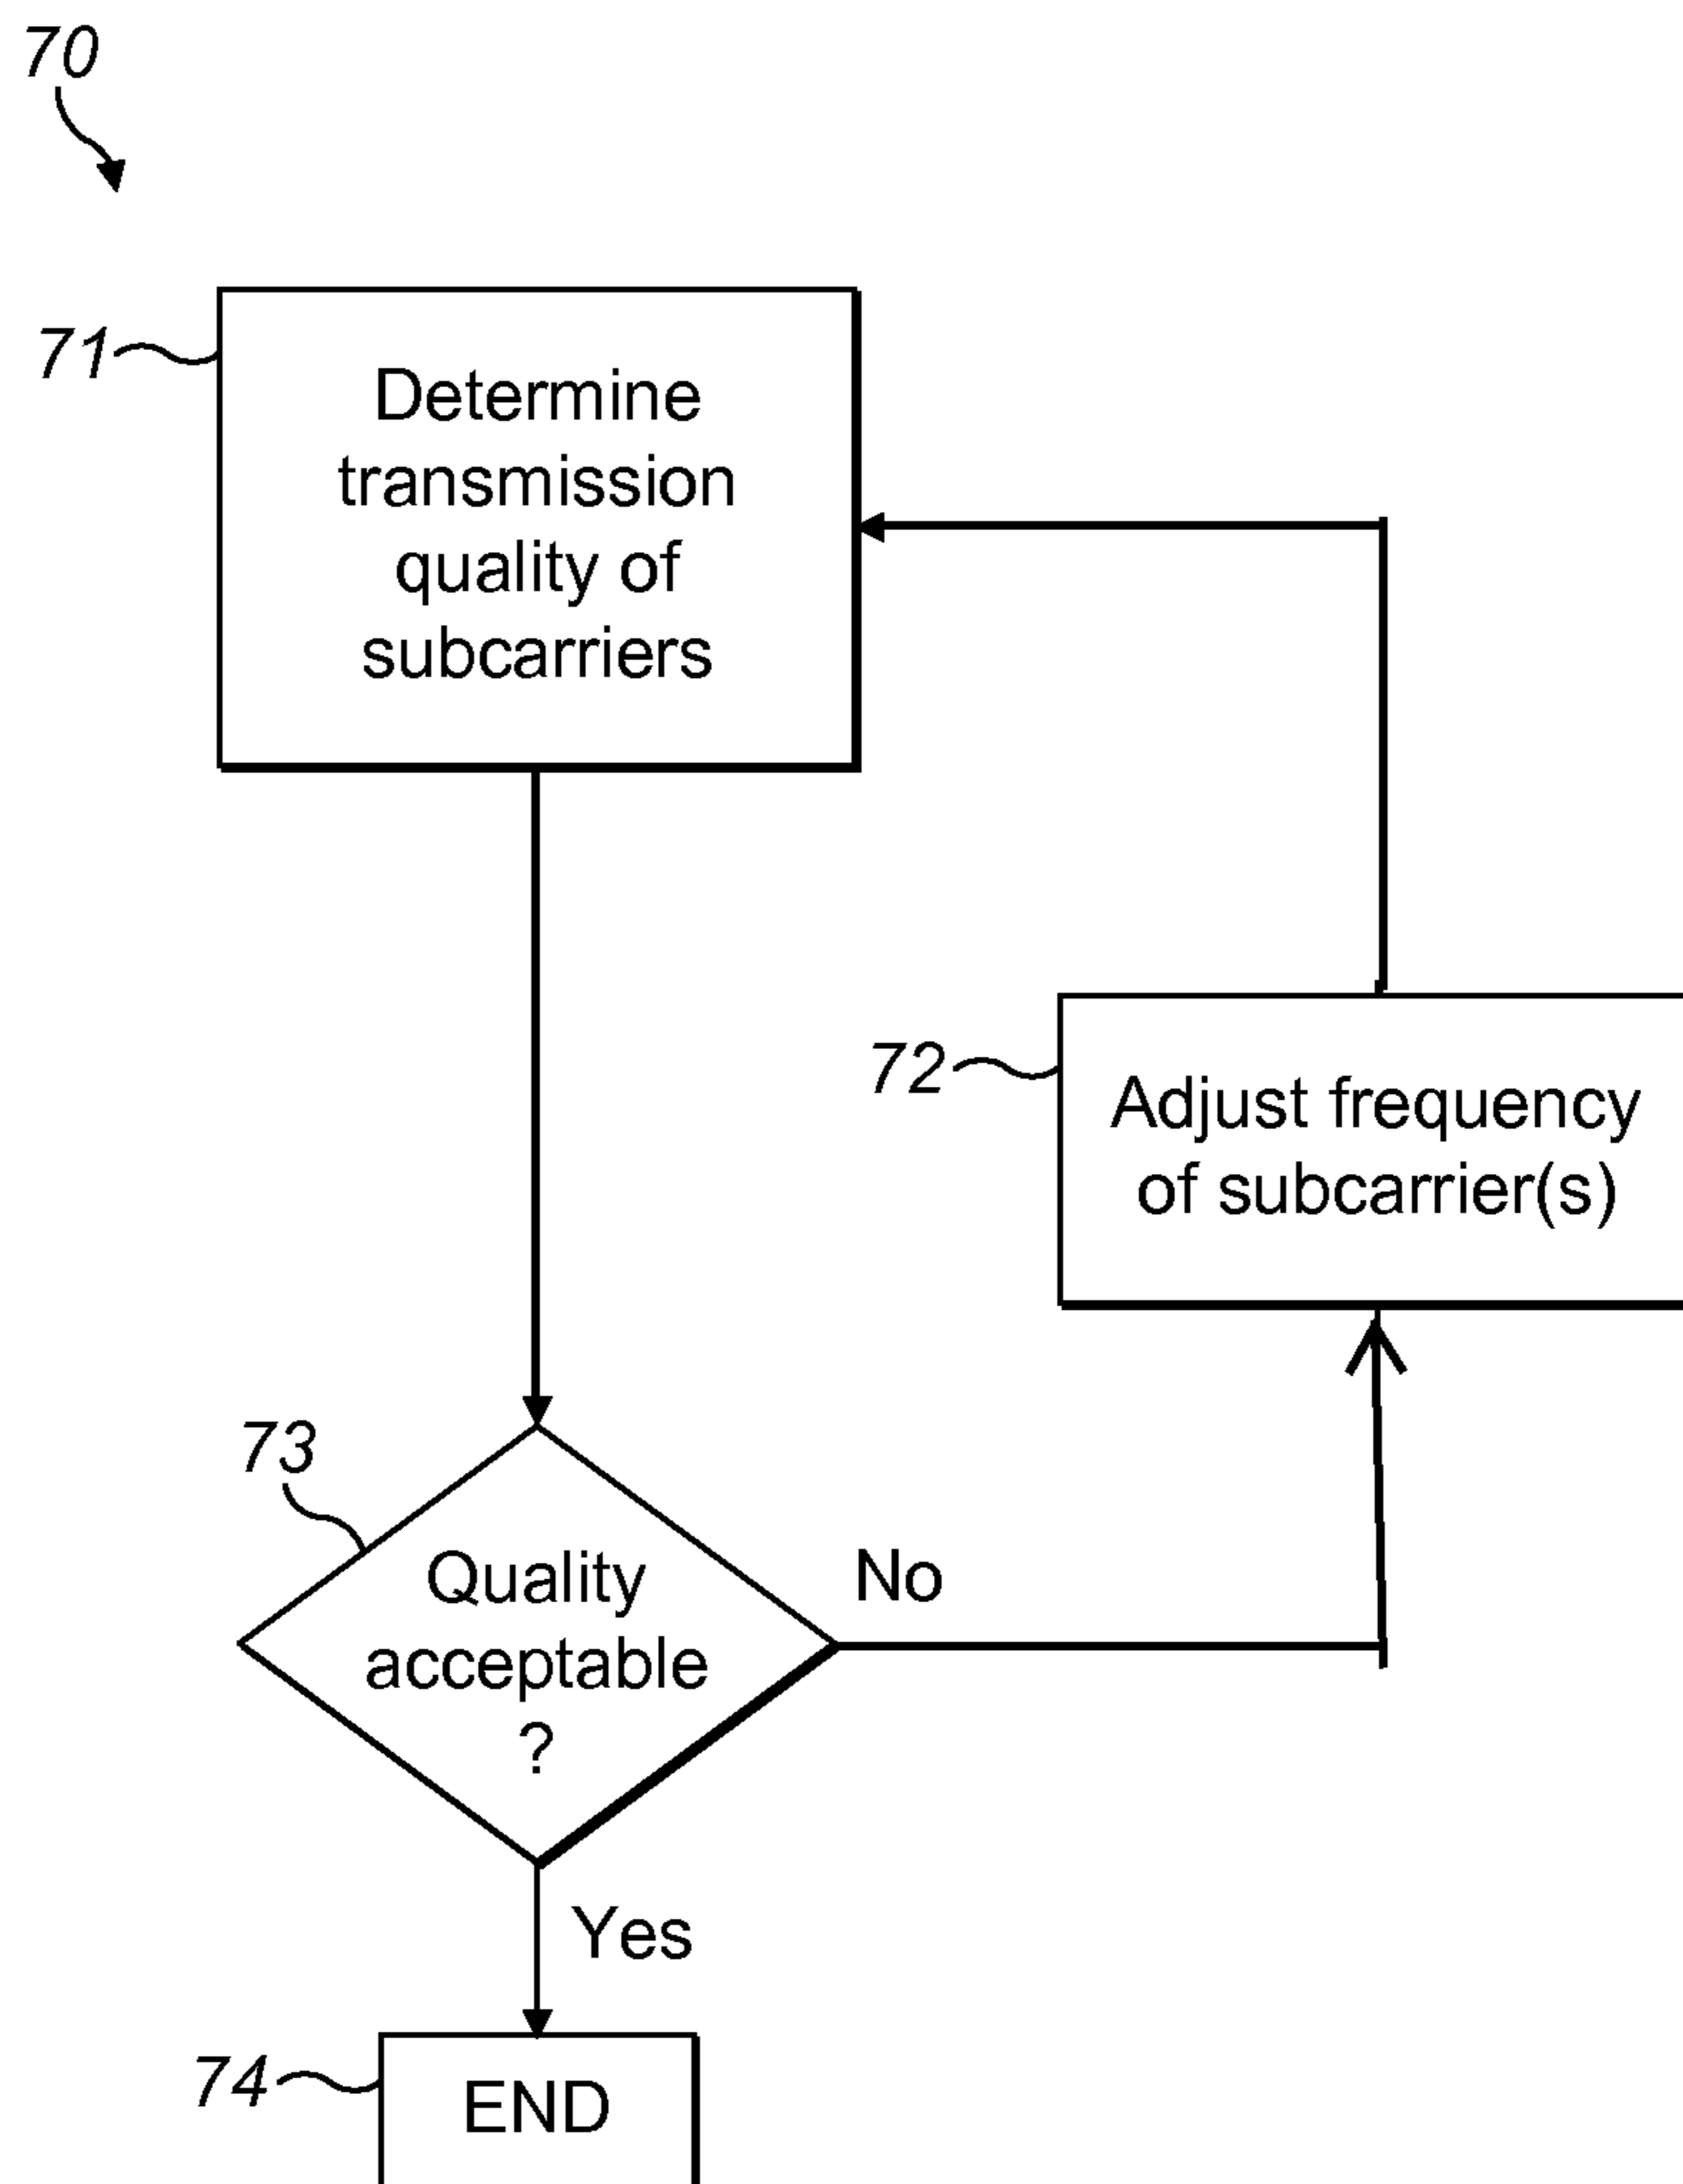 70
71
Determine
transmission
quality of
subcarriers
72
Adjust frequency
of subcarrier(s)
73
Quality
acceptable
?
No
Yes
74
END